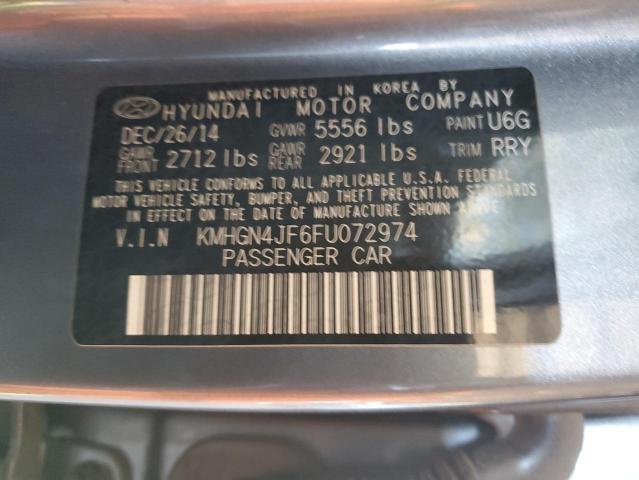 MANUFACTURED IN KOREA BY
HYUNDAI MOTOR COMPANY
DEC/26/14 GVWR 5556 lbs PAINT U6G
GAWR FRONT 2712 lbs GAWR REAR 2921 lbs TRIM RRY
THIS VEHICLE CONFORMS TO ALL APPLICABLE U.S.A. FEDERAL
MOTOR VEHICLE SAFETY, BUMPER, AND THEFT PREVENTION STANDARDS
IN EFFECT ON THE DATE OF MANUFACTURE SHOWN ABOVE.
V.I.N KMHGN4JF6FU072974
PASSENGER CAR